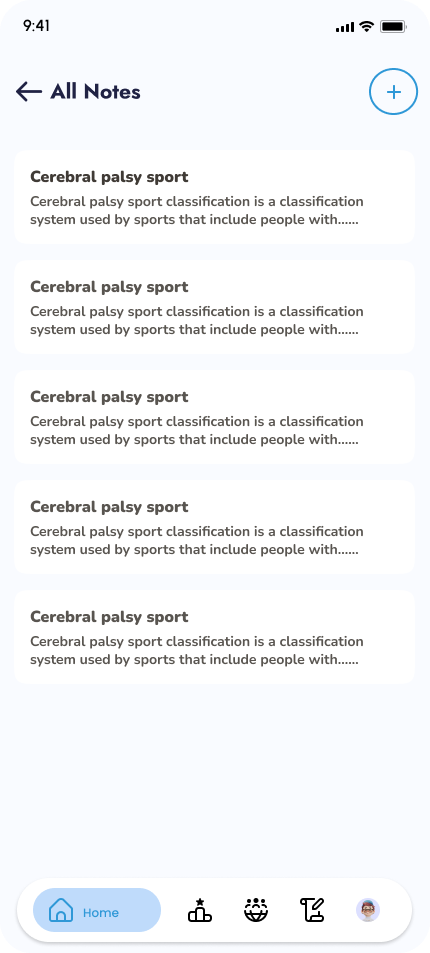 9:41
All Notes
Cerebral palsy sport
Cerebral palsy sport classification is a classification
system used by sports that include people with......
Cerebral palsy sport
Cerebral palsy sport classification is a classification
system used by sports that include people with......
Cerebral palsy sport
Cerebral palsy sport classification is a classification
system used by sports that include people with......
Cerebral palsy sport
Cerebral palsy sport classification is a classification
system used by sports that include people with......
Cerebral palsy sport
Cerebral palsy sport classification is a classification
system used by sports that include people with......
Home